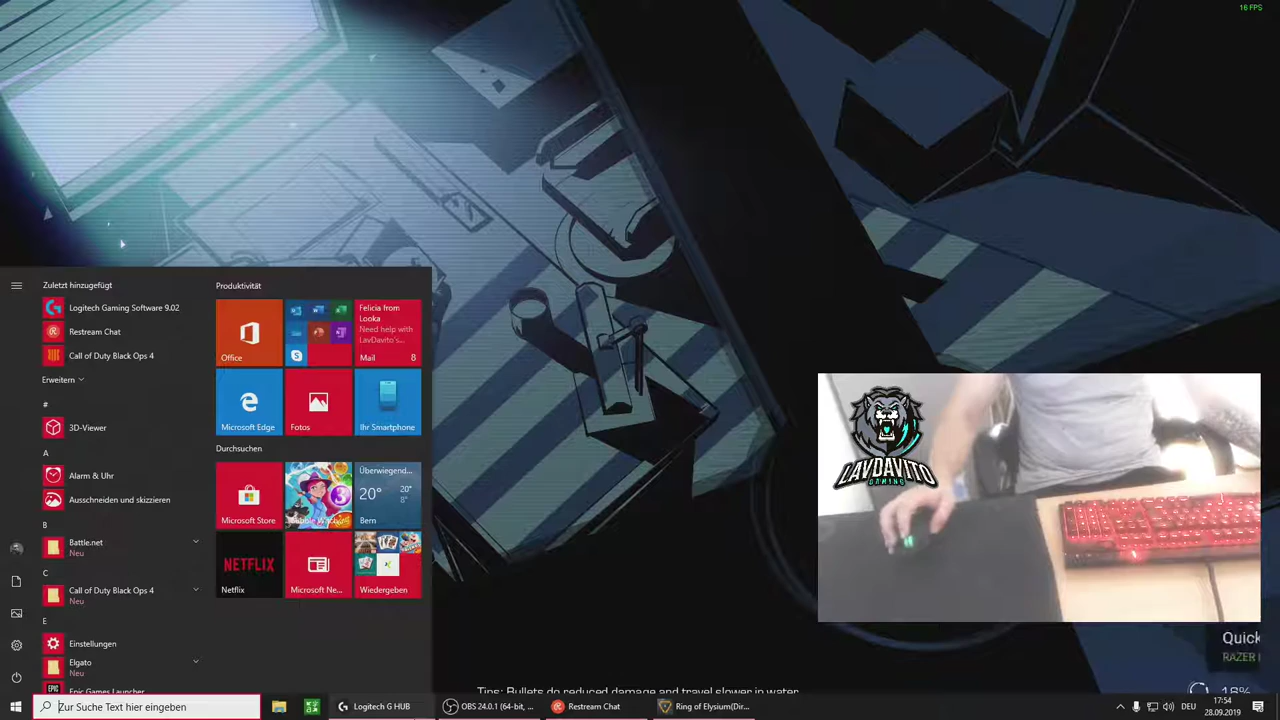 16 FPS
Zuletzt hinzugefügt
Logitech Gaming Software 9.02
Restream Chat
Call of Duty Black Ops 4
Erweitern
#
3D-Viewer
A
Alarm & Uhr
Ausschneiden und skizzieren
B
Battle.net
Neu
C
Call of Duty Black Ops 4
Neu
E
Einstellungen
Elgato
Neu
Epic Games Launcher
Produktivität
Office
Felicia from
Looka
Need help with
LavDavito's...
Mail 8
Microsoft Edge
Fotos
Ihr Smartphone
Durchsuchen
Microsoft Store
Überwiegend...
20° 20°
8°
Bern
NETFLIX
Netflix
Microsoft Ne...
Wiedergeben
LAVDAVITO
GAMING
Quick
RAZER
Tips: Bullets do reduced damage and travel slower in water
Zur Suche Text hier eingeben
Logitech G HUB
OBS 24.0.1 (64-bit, ...
Restream Chat
Ring of Elysium(Dir...
DEU
17:54
28.09.2019